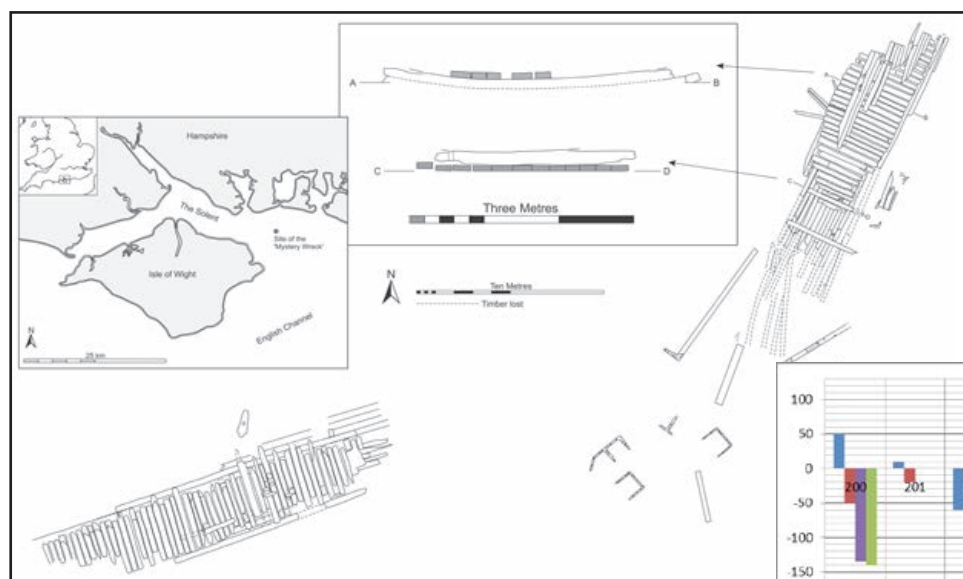 Hampshire
The Solent
Site of the
'Mystery Wreck'
Isle of Wight
English Channel
N
25 km
A
B
C
D
Three Metres
N
Ten Metres
Timber lost
A
B
C
D
100
50
0
-50
-100
-150
200
201